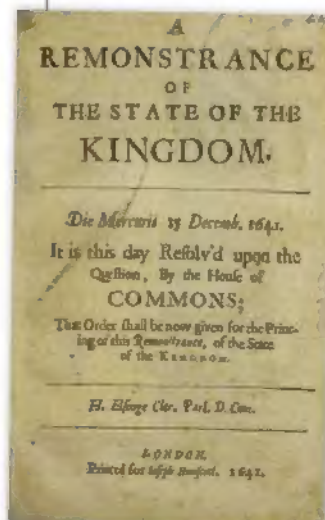 A
REMONSTRANCE
OF
THE STATE OF THE
KINGDOM.
Die Mercurii 15 Decemb. 1641.
It is this day Resolv'd upon the
Question, By the House of
COMMONS;
That Order shall be now given for the Print-
ing of this Remonstrance, of the State
of the KINGDOM.
H. Elsynge Cler. Parl. D. Com.
LONDON,
Printed for Joseph Hunscott. 1641.